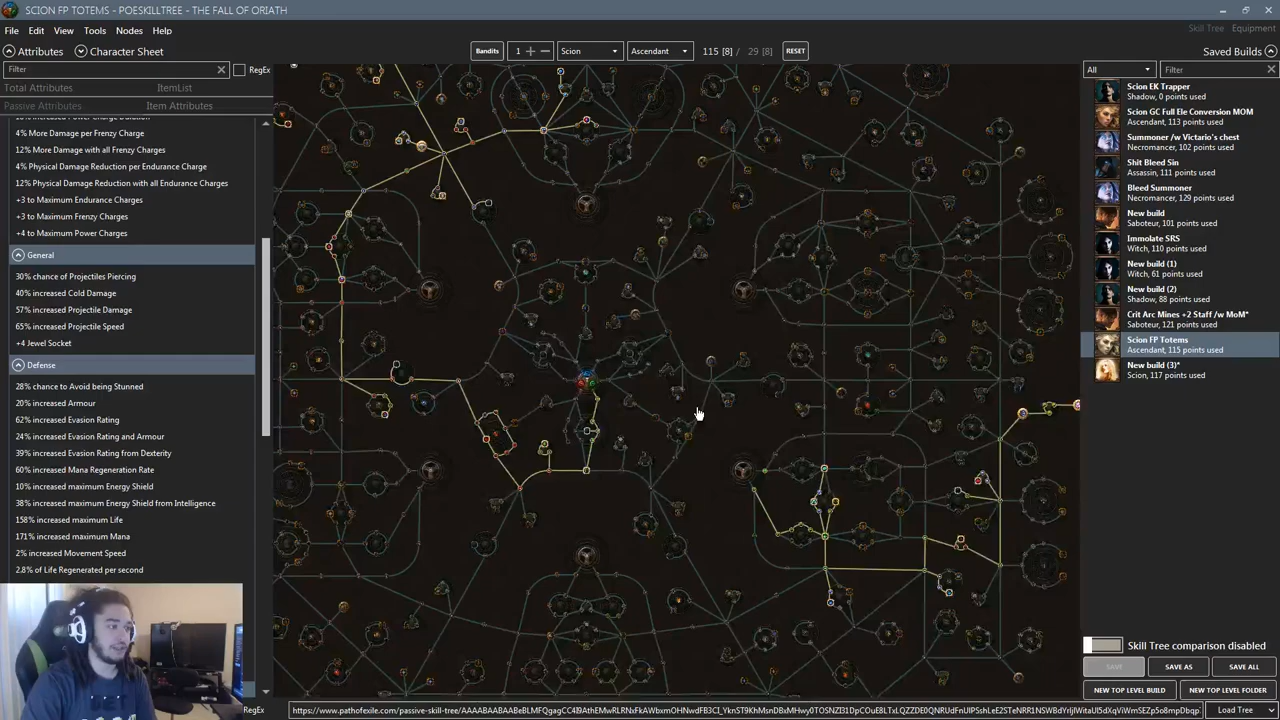 SCION FP TOTEMS - POESKILLTREE - THE FALL OF ORIATH
File Edit View Tools Nodes Help
Skill Tree Equipment
Attributes Character Sheet
Bandits 1 Scion Ascendant 115 [8] / 29 [8] RESET
Saved Builds
Filter RegEx
All Filter
Total Attributes ItemList
Passive Attributes Item Attributes
4% More Damage per Frenzy Charge
12% More Damage with all Frenzy Charges
4% Physical Damage Reduction per Endurance Charge
12% Physical Damage Reduction with all Endurance Charges
+3 to Maximum Endurance Charges
+3 to Maximum Frenzy Charges
+4 to Maximum Power Charges
General
30% chance of Projectiles Piercing
40% increased Cold Damage
57% increased Projectile Damage
65% increased Projectile Speed
+4 Jewel Socket
Defense
28% chance to Avoid being Stunned
20% increased Armour
62% increased Evasion Rating
24% increased Evasion Rating and Armour
39% increased Evasion Rating from Dexterity
60% increased Mana Regeneration Rate
10% increased maximum Energy Shield
38% increased maximum Energy Shield from Intelligence
158% increased maximum Life
171% increased maximum Mana
2% increased Movement Speed
2.8% of Life Regenerated per second
Scion EK Trapper
Shadow, 0 points used
Scion GC Full Ele Conversion MOM
Ascendant, 113 points used
Summoner /w Victario's chest
Necromancer, 102 points used
Shit Bleed Sin
Assassin, 111 points used
Bleed Summoner
Necromancer, 129 points used
New build
Saboteur, 101 points used
Immolate SRS
Witch, 110 points used
New build (1)
Witch, 61 points used
New build (2)
Shadow, 88 points used
Crit Arc Mines +2 Staff /w MoM*
Saboteur, 121 points used
Scion FP Totems
Ascendant, 115 points used
New build (3)*
Scion, 117 points used
Skill Tree comparison disabled
SAVE SAVE AS SAVE ALL
NEW TOP LEVEL BUILD NEW TOP LEVEL FOLDER
RegEx
Load Tree